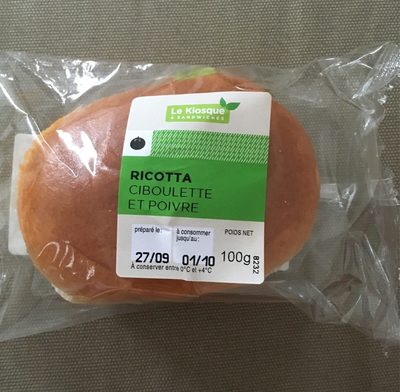 Le Kiosque
À SANDWICHES
RICOTTA
CIBOULETTE
ET POIVRE
préparé le :
à consommer
jusqu'au :
POIDS NET
27/09
01/10
100g
8232
À conserver entre 0°C et +4°C